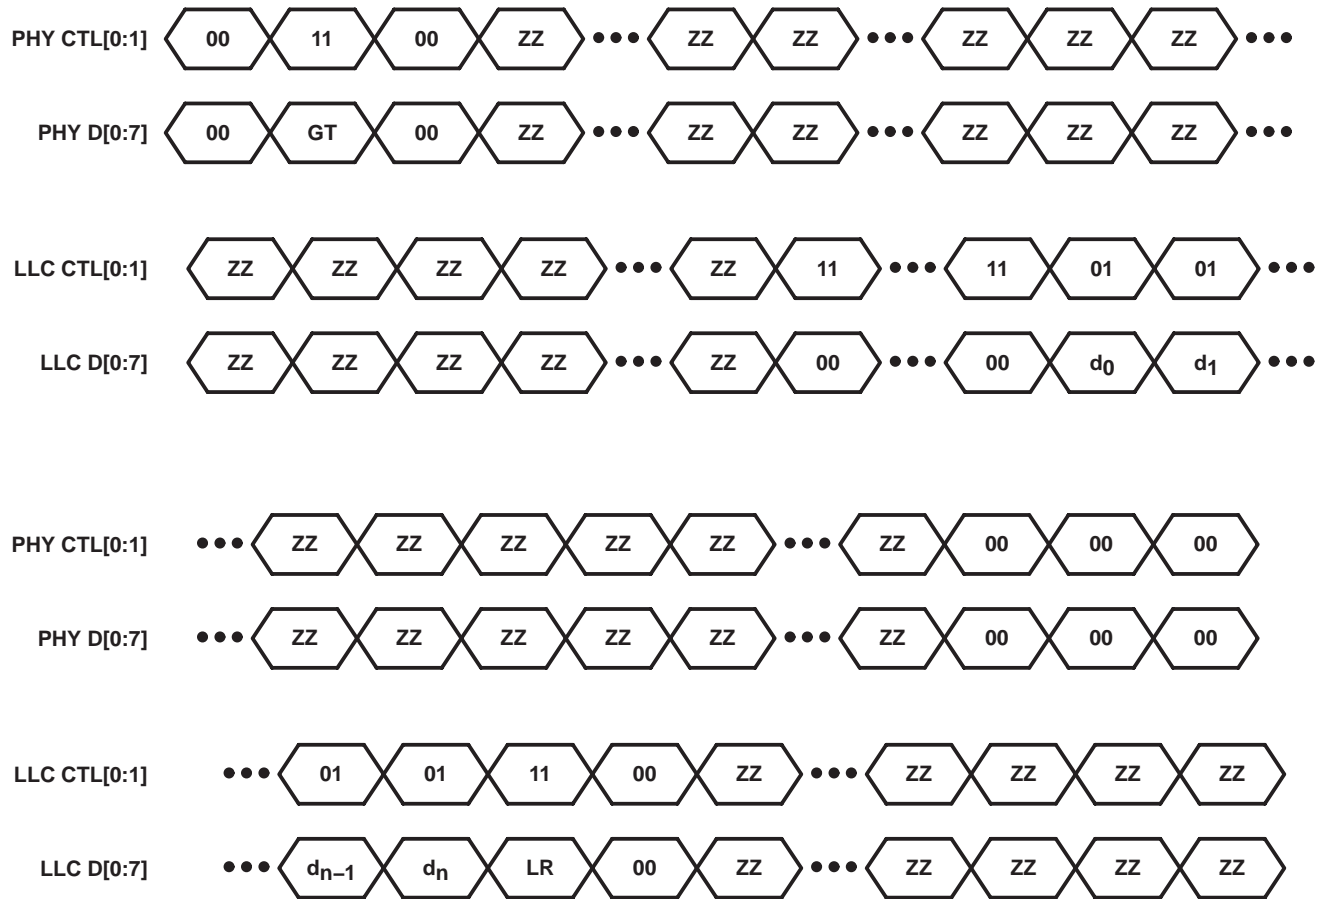 PHY CTL[0:1] 00 11 00 ZZ ••• ZZ ZZ ••• ZZ ZZ ZZ •••
PHY D[0:7] 00 GT 00 ZZ ••• ZZ ZZ ••• ZZ ZZ ZZ •••
LLC CTL[0:1] ZZ ZZ ZZ ZZ ••• ZZ 11 ••• 11 01 01 •••
LLC D[0:7] ZZ ZZ ZZ ZZ ••• ZZ 00 ••• 00 d0 d1 •••
PHY CTL[0:1] ••• ZZ ZZ ZZ ZZ ZZ ••• ZZ 00 00 00
PHY D[0:7] ••• ZZ ZZ ZZ ZZ ZZ ••• ZZ 00 00 00
LLC CTL[0:1] ••• 01 01 11 00 ZZ ••• ZZ ZZ ZZ ZZ
LLC D[0:7] ••• dn–1 dn LR 00 ZZ ••• ZZ ZZ ZZ ZZ